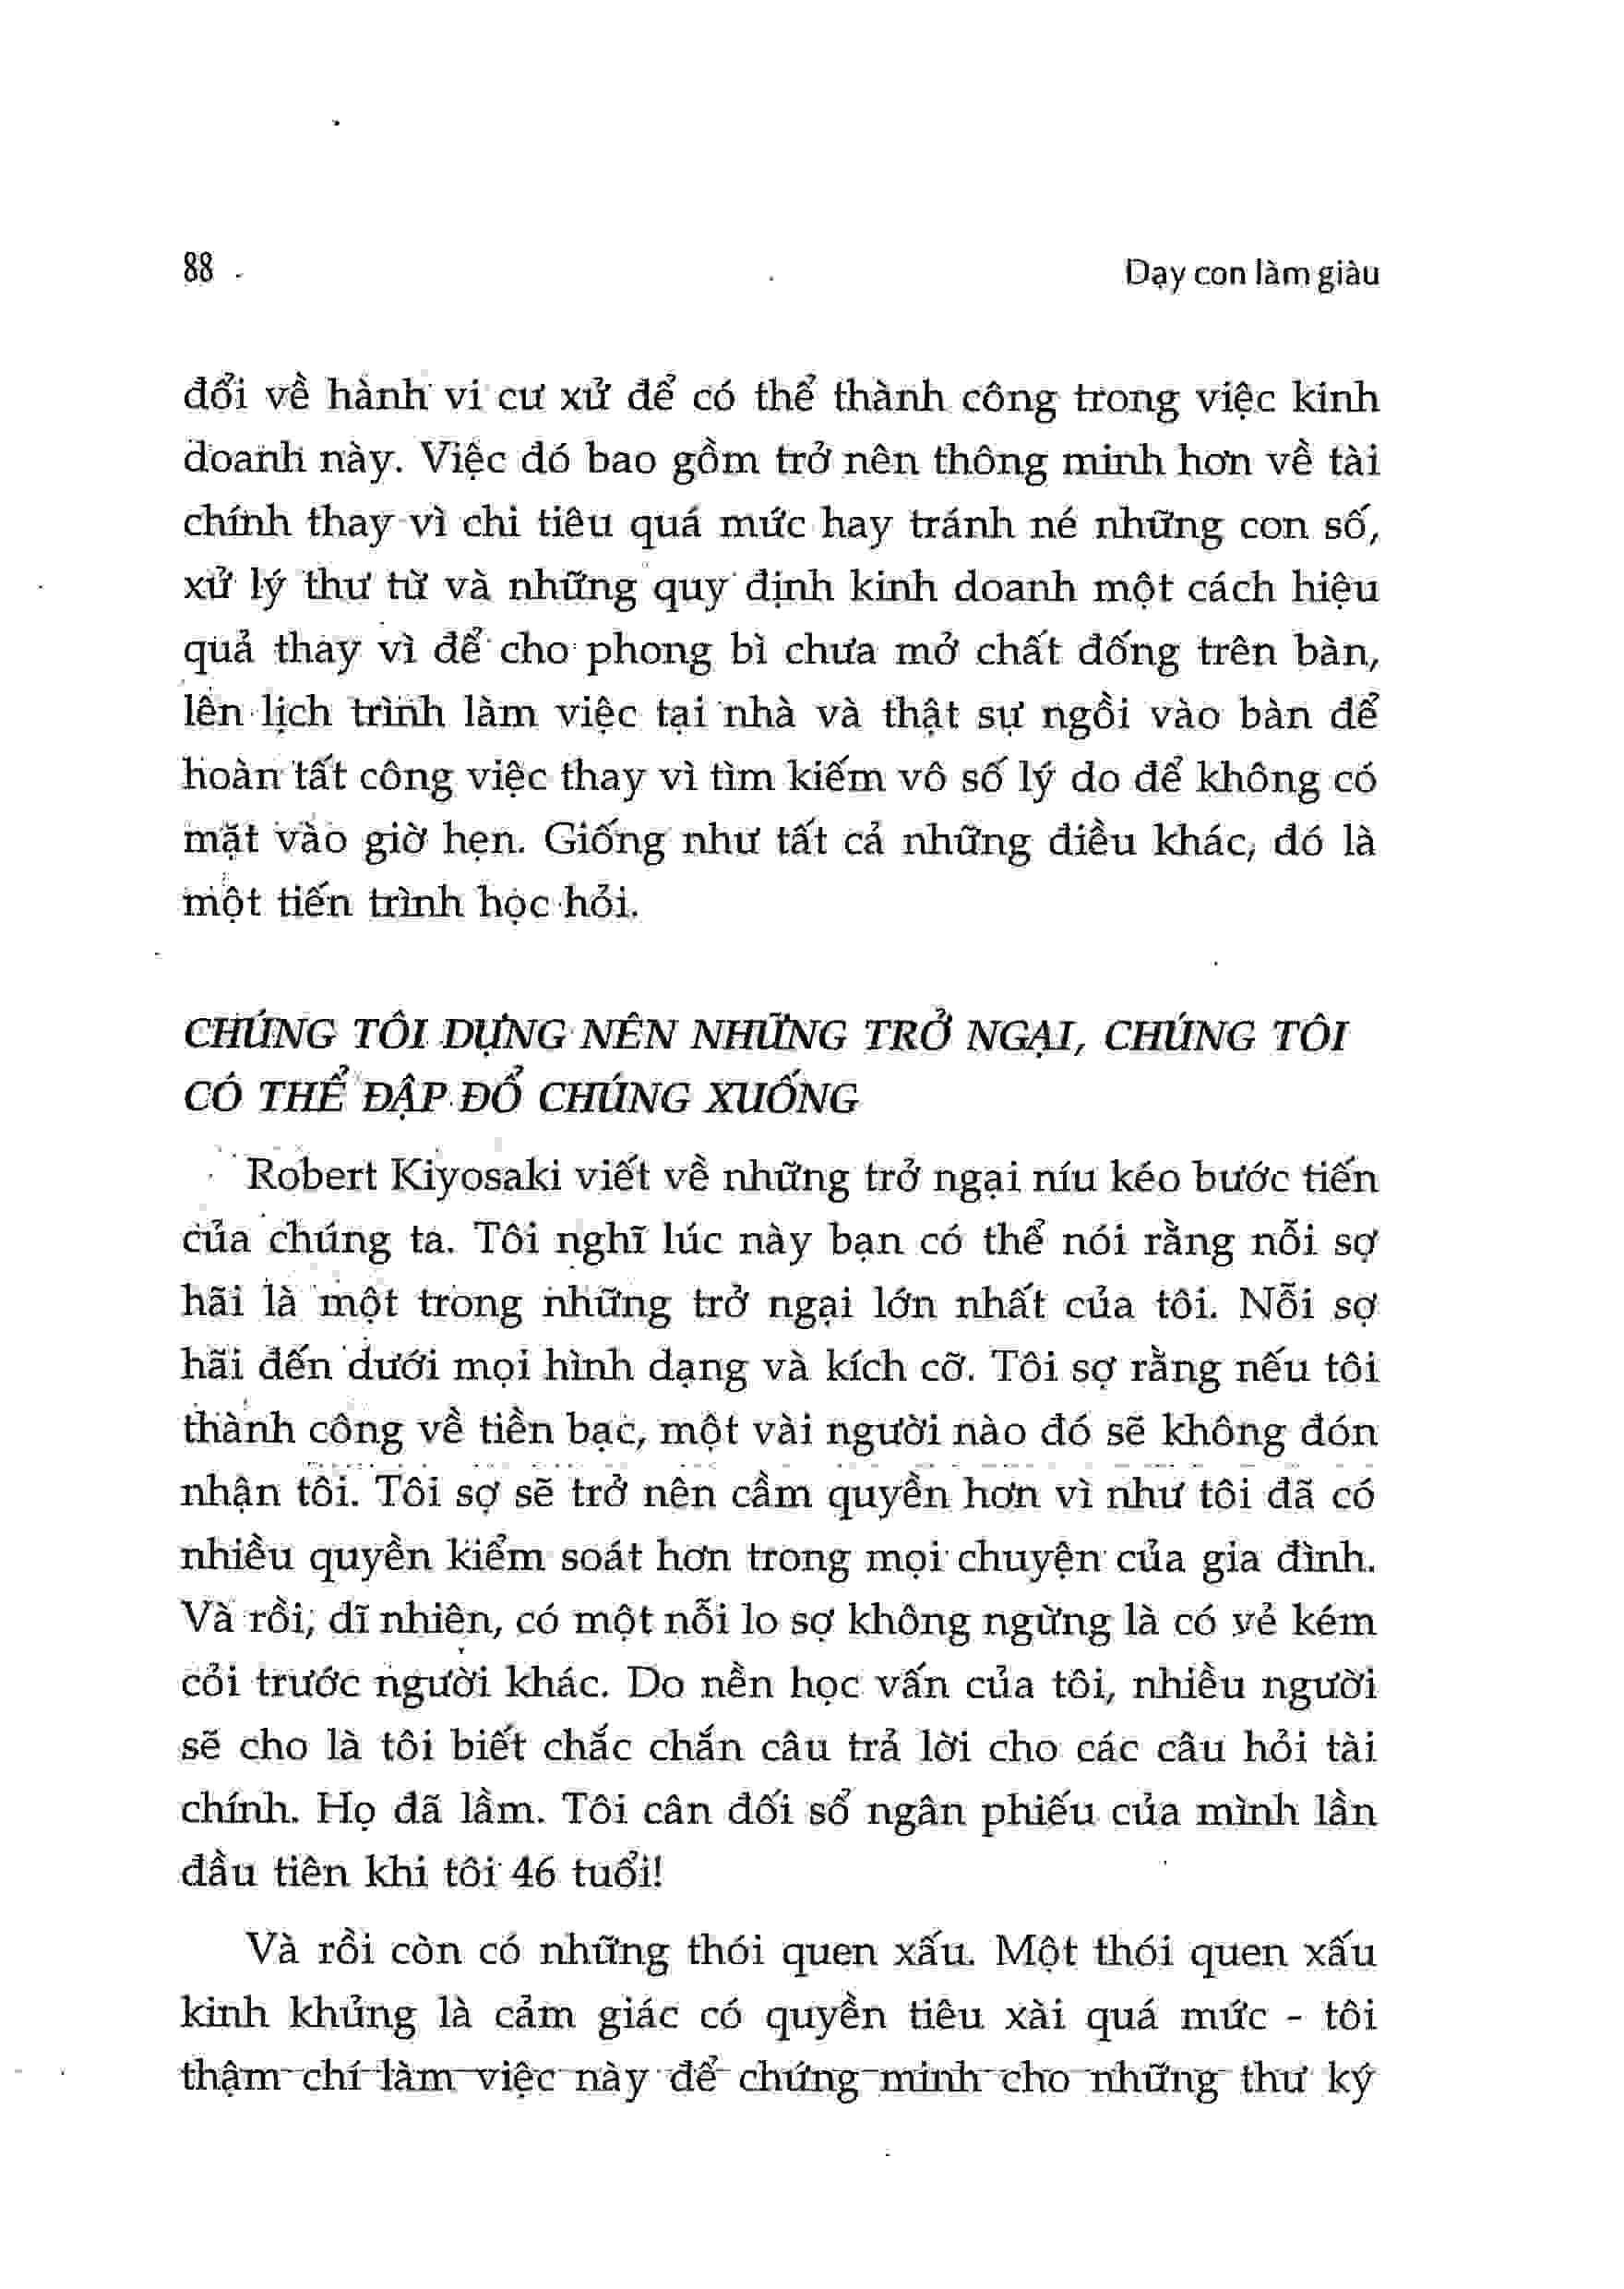 88
Dạy con làm giàu
đổi về hành vi cư xử để có thể thành công trong việc kinh
doanh này. Việc đó bao gồm trở nên thông minh hơn về tài
chính thay vì chi tiêu quá mức hay tránh né những con số,
xử lý thư từ và những quy định kinh doanh một cách hiệu
quả thay vì để cho phong bì chưa mở chất đống trên bàn,
lên lịch trình làm việc tại nhà và thật sự ngồi vào bàn để
hoàn tất công việc thay vì tìm kiếm vô số lý do để không có
mặt vào giờ hẹn. Giống như tất cả những điều khác, đó là
một tiến trình học hỏi.
CHÚNG TÔI DỰNG NÊN NHỮNG TRỞ NGẠI, CHÚNG TÔI
CÓ THỂ ĐẬP ĐỔ CHÚNG XUỐNG
Robert Kiyosaki viết về những trở ngại níu kéo bước tiến
của chúng ta. Tôi nghĩ lúc này bạn có thể nói rằng nỗi sợ
hãi là một trong những trở ngại lớn nhất của tôi. Nỗi sợ
hãi đến dưới mọi hình dạng và kích cỡ. Tôi sợ rằng nếu tôi
thành công về tiền bạc, một vài người nào đó sẽ không đón
nhận tôi. Tôi sợ sẽ trở nên cầm quyền hơn vì như tôi đã có
nhiều quyền kiểm soát hơn trong mọi chuyện của gia đình.
Và rồi, dĩ nhiên, có một nỗi lo sợ không ngừng là có vẻ kém
cỏi trước người khác. Do nền học vấn của tôi, nhiều người
sẽ cho là tôi biết chắc chắn câu trả lời cho các câu hỏi tài
chính. Họ đã lầm. Tôi cân đối sổ ngân phiếu của mình lần
đầu tiên khi tôi 46 tuổi!
Và rồi còn có những thói quen xấu. Một thói quen xấu
kinh khủng là cảm giác có quyền tiêu xài quá mức - tôi
thậm chí làm việc này để chứng minh cho những thư ký